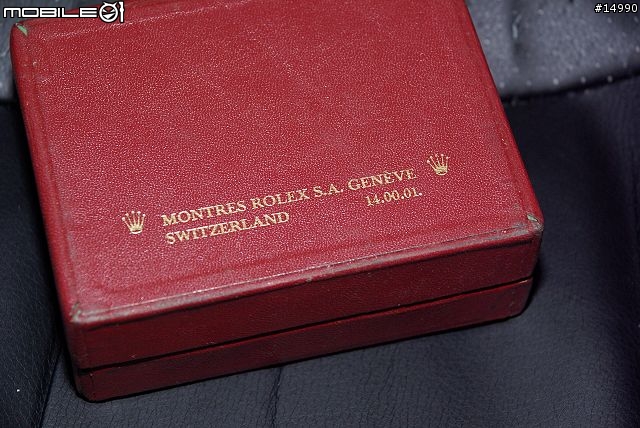 MOBILE01
#14990
MONTRES ROLEX S.A. GENÈVE
SWITZERLAND 14.00.01.